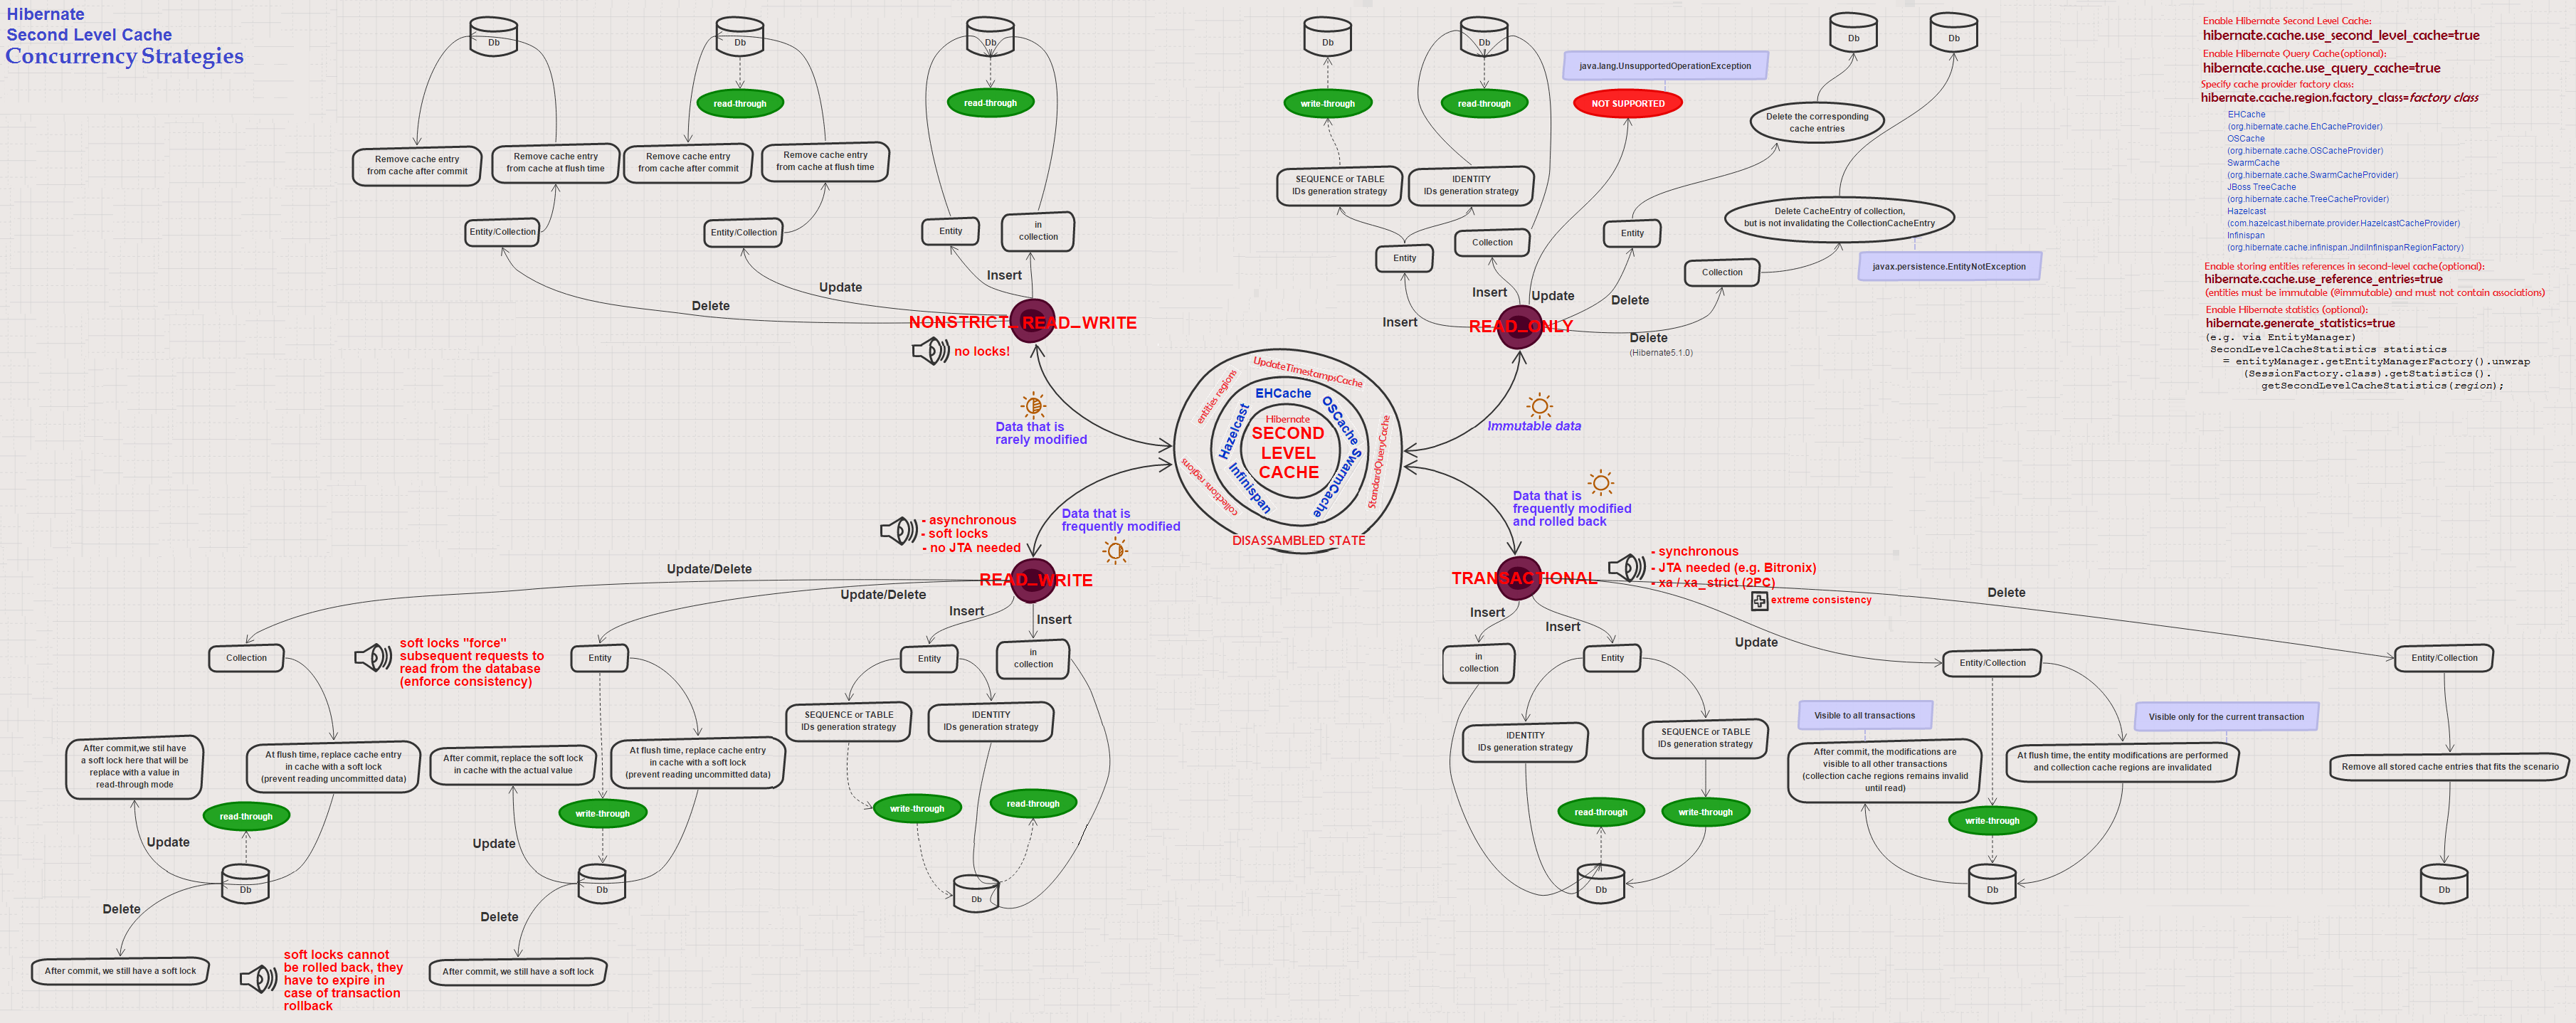 Hibernate
Second Level Cache
Concurrency Strategies
Db
Db
read-through
Db
read-through
Remove cache entry
from cache after commit
Remove cache entry
from cache at flush time
Remove cache entry
from cache after commit
Remove cache entry
from cache at flush time
Entity/Collection
Entity/Collection
Entity
in
collection
Insert
Update
Delete
NONSTRICT_READ_WRITE
no locks!
Data that is
rarely modified
Db
write-through
Db
read-through
java.lang.UnsupportedOperationException
NOT SUPPORTED
Db
Db
Delete the corresponding
cache entries
SEQUENCE or TABLE
IDs generation strategy
IDENTITY
IDs generation strategy
Delete CacheEntry of collection,
but is not invalidating the CollectionCacheEntry
javax.persistence.EntityNotException
Entity
Collection
Entity
Collection
Insert
Insert
Update
Delete
Delete
(Hibernate5.1.0)
READ_ONLY
Immutable data
Enable Hibernate Second Level Cache:
hibernate.cache.use_second_level_cache=true
Enable Hibernate Query Cache(optional):
hibernate.cache.use_query_cache=true
Specify cache provider factory class:
hibernate.cache.region.factory_class=factory class
EHCache
(org.hibernate.cache.EhCacheProvider)
OSCache
(org.hibernate.cache.OSCacheProvider)
SwarmCache
(org.hibernate.cache.SwarmCacheProvider)
JBoss TreeCache
(org.hibernate.cache.TreeCacheProvider)
Hazelcast
(com.hazelcast.hibernate.provider.HazelcastCacheProvider)
Infinispan
(org.hibernate.cache.infinispan.JndiInfinispanRegionFactory)
Enable storing entities references in second-level cache(optional):
hibernate.cache.use_reference_entries=true
(entities must be immutable (@immutable) and must not contain associations)
Enable Hibernate statistics (optional):
hibernate.generate_statistics=true
(e.g. via EntityManager)
SecondLevelCacheStatistics statistics
= entityManager.getEntityManagerFactory().unwrap
(SessionFactory.class).getStatistics().
getSecondLevelCacheStatistics(region);
UpdateTimestampsCache
entities regions
StandardQueryCache
collections regions
EHCache
OSCache
SwarmCache
Infinispan
Hazelcast
Hibernate
SECOND
LEVEL
CACHE
DISASSAMBLED STATE
- asynchronous
- soft locks
- no JTA needed
Data that is
frequently modified
READ_WRITE
Update/Delete
Update/Delete
Insert
Insert
Collection
soft locks "force"
subsequent requests to
read from the database
(enforce consistency)
Entity
Entity
in
collection
SEQUENCE or TABLE
IDs generation strategy
IDENTITY
IDs generation strategy
After commit,we stil have
a soft lock here that will be
replace with a value in
read-through mode
At flush time, replace cache entry
in cache with a soft lock
(prevent reading uncommitted data)
After commit, replace the soft lock
in cache with the actual value
At flush time, replace cache entry
in cache with a soft lock
(prevent reading uncommitted data)
read-through
write-through
write-through
read-through
Update
Update
Db
Db
Db
Delete
Delete
After commit, we still have a soft lock
soft locks cannot
be rolled back, they
have to expire in
case of transaction
rollback
After commit, we still have a soft lock
Data that is
frequently modified
and rolled back
TRANSACTIONAL
- synchronous
- JTA needed (e.g. Bitronix)
- xa / xa_strict (2PC)
extreme consistency
Insert
Insert
Update
Delete
in
collection
Entity
Entity/Collection
Entity/Collection
IDENTITY
IDs generation strategy
SEQUENCE or TABLE
IDs generation strategy
Visible to all transactions
Visible only for the current transaction
After commit, the modifications are
visible to all other transactions
(collection cache regions remains invalid
until read)
At flush time, the entity modifications are performed
and collection cache regions are invalidated
Remove all stored cache entries that fits the scenario
read-through
write-through
write-through
Db
Db
Db